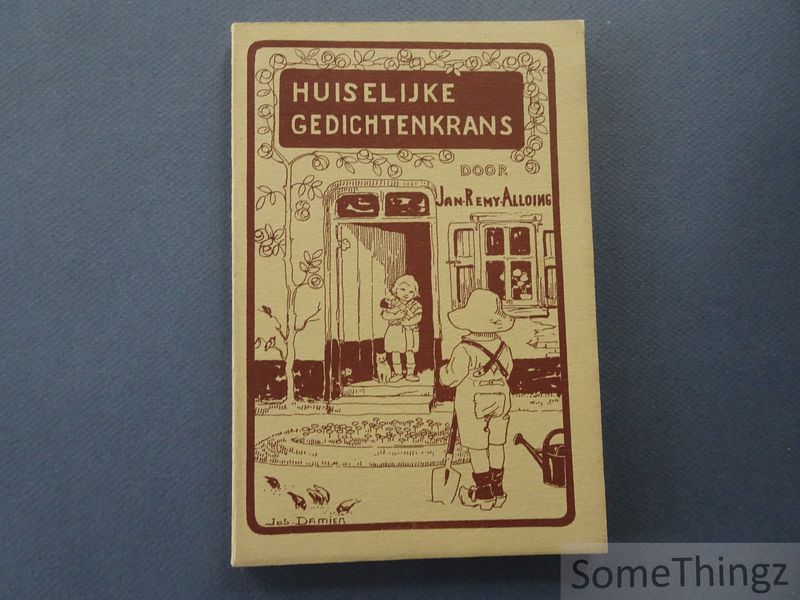 HUISELIJKE
GEDICHTENKRANS
DOOR
JAN·REMY·ALLOING
JOS. DAMIEN
SomeThingz